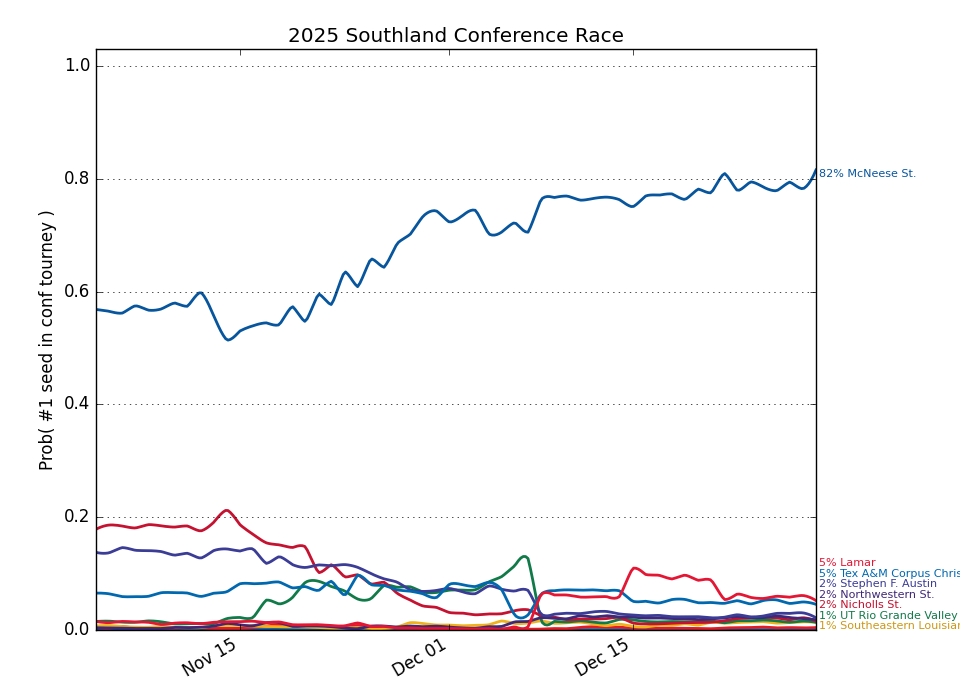 2025 Southland Conference Race
Prob( #1 seed in conf tourney )
1.0
0.8
0.6
0.4
0.2
0.0
Nov 15
Dec 01
Dec 15
82% McNeese St.
5% Lamar
5% Tex A&M Corpus Chris
2% Stephen F. Austin
2% Northwestern St.
2% Nicholls St.
1% UT Rio Grande Valley
1% Southeastern Louisian